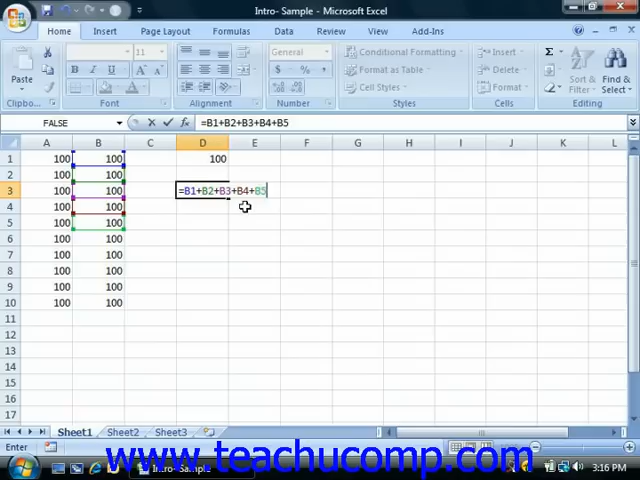 Intro- Sample - Microsoft Excel
Home Insert Page Layout Formulas Data Review View Add-Ins
Paste
11
B I U
General
$ % ,
Conditional Formatting
Format as Table
Cell Styles
Insert
Delete
Format
Σ
Sort & Filter
Find & Select
Clipbo... Font Alignment Number Styles Cells Editing
FALSE =B1+B2+B3+B4+B5
A B C D E F G H I J K L
1 100 100 100
2 100 100
3 100 100 =B1+B2+B3+B4+B5
4 100 100
5 100 100
6 100 100
7 100 100
8 100 100
9 100 100
10 100 100
11
12
13
14
15
16
17
Sheet1 Sheet2 Sheet3
Enter 100%
www.teachucomp.com
Intro- Sample 3:16 PM